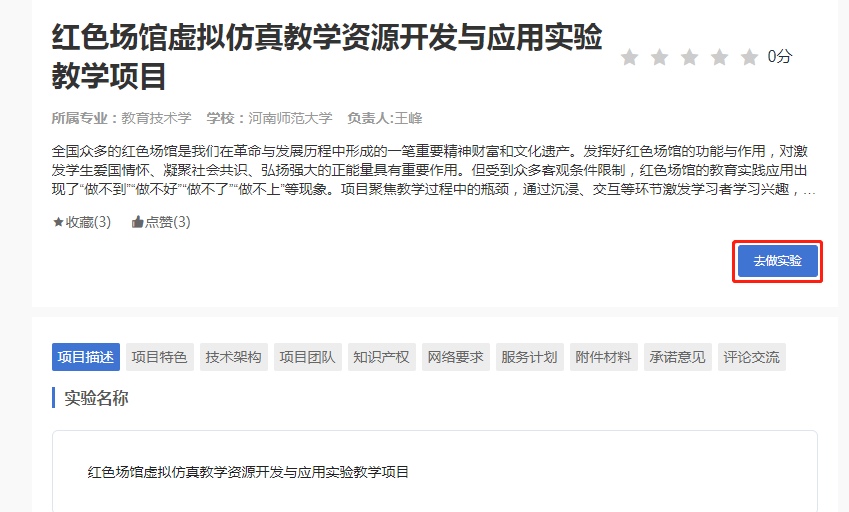 红色场馆虚拟仿真教学资源开发与应用实验
教学项目
0分
所属专业：教育技术学 学校：河南师范大学 负责人:王峰
全国众多的红色场馆是我们在革命与发展历程中形成的一笔重要精神财富和文化遗产。发挥好红色场馆的功能与作用，对激
发学生爱国情怀、凝聚社会共识、弘扬强大的正能量具有重要作用。但受到众多客观条件限制，红色场馆的教育实践应用出
现了“做不到”“做不好”“做不了”“做不上”等现象。项目聚焦教学过程中的瓶颈，通过沉浸、交互等环节激发学习者学习兴趣，...
收藏(3) 点赞(3)
去做实验
项目描述 项目特色 技术架构 项目团队 知识产权 网络要求 服务计划 附件材料 承诺意见 评论交流
实验名称
红色场馆虚拟仿真教学资源开发与应用实验教学项目